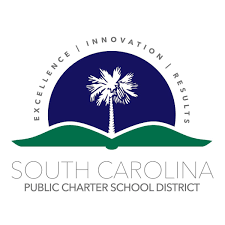 EXCELLENCE | INNOVATION | RESULTS
SOUTH CAROLINA
PUBLIC CHARTER SCHOOL DISTRICT